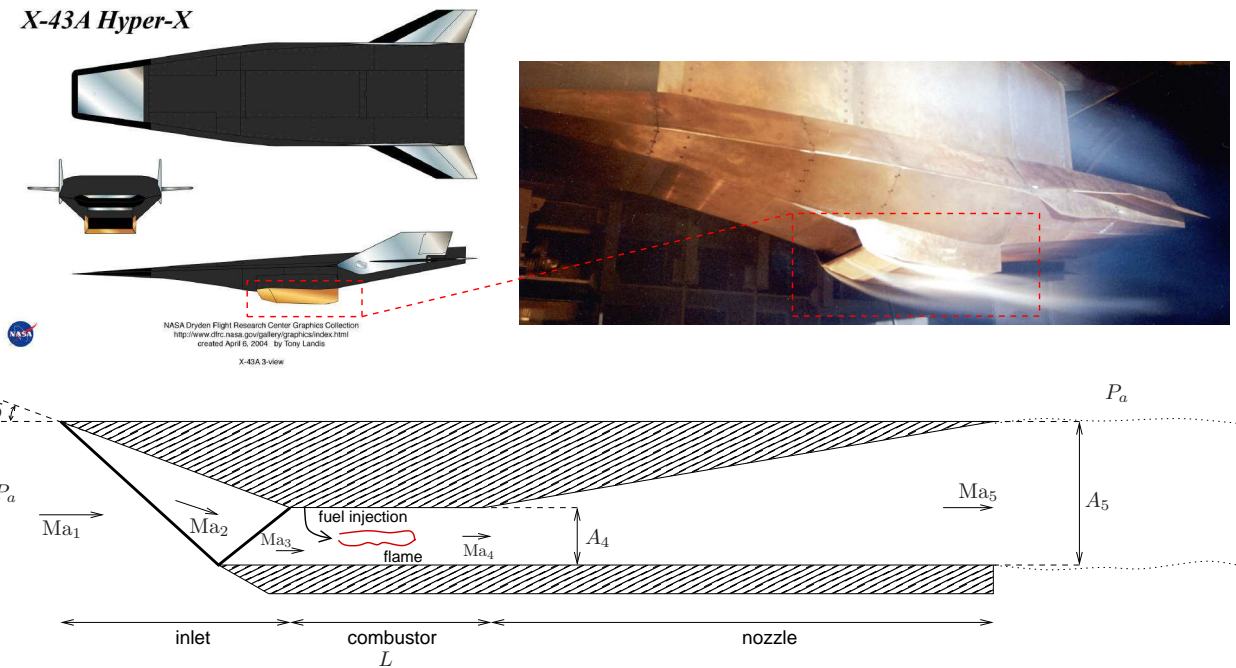 X-43A Hyper-X
NASA
NASA Dryden Flight Research Center Graphics Collection
http://www.dfrc.nasa.gov/gallery/graphics/index.html
created April 6, 2004 by Tony Landis
X-43A 3-view
P_a
P_a
Ma_1
Ma_2
Ma_3
fuel injection
flame
Ma_4
A_4
Ma_5
A_5
inlet
combustor
nozzle
L